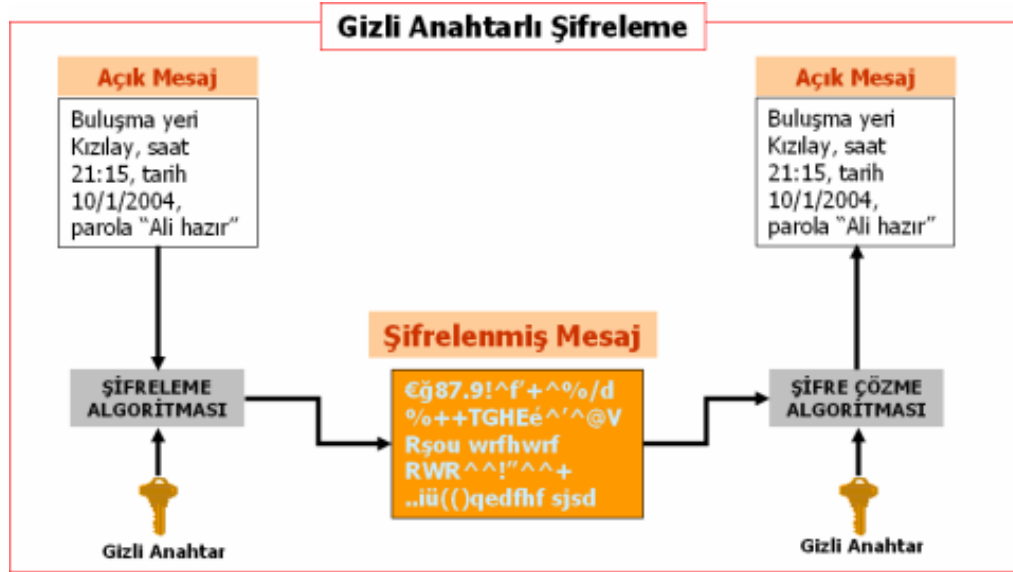 Gizli Anahtarlı Şifreleme
Açık Mesaj
Buluşma yeri
Kızılay, saat
21:15, tarih
10/1/2004,
parola “Ali hazır”
Açık Mesaj
Buluşma yeri
Kızılay, saat
21:15, tarih
10/1/2004,
parola “Ali hazır”
Şifrelenmiş Mesaj
ŞİFRELEME
ALGORİTMASI
€ğ87.9!^f’+^%/d
%++TGHEé^’^@V
Rşou wrfhwrf
RWR^^!”^^+
..iü(()qedfhf sjsd
ŞİFRE ÇÖZME
ALGORİTMASI
Gizli Anahtar
Gizli Anahtar